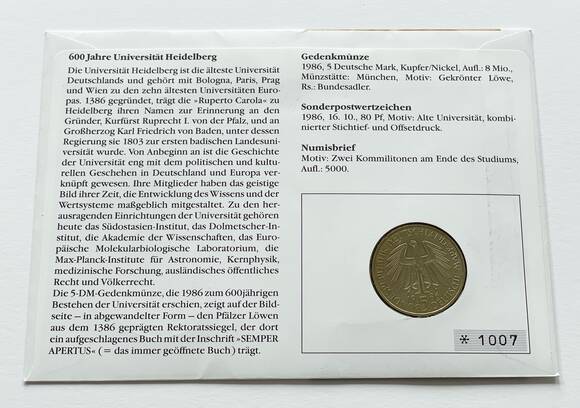 600 Jahre Universität Heidelberg
Die Universität Heidelberg ist die älteste Universität
Deutschlands und gehört mit Bologna, Paris, Prag
und Wien zu den zehn ältesten Universitäten Euro-
pas. 1386 gegründet, trägt die »Ruperto Carola« zu
Heidelberg ihren Namen zur Erinnerung an den
Gründer, Kurfürst Ruprecht I. von der Pfalz, und an
Großherzog Karl Friedrich von Baden, unter dessen
Regierung sie 1803 zur ersten badischen Landesuni-
versität wurde. Von Anbeginn an ist die Geschichte
der Universität eng mit dem politischen und kultu-
rellen Geschehen in Deutschland und Europa ver-
knüpft gewesen. Ihre Mitglieder haben das geistige
Bild ihrer Zeit, die Entwicklung des Wissens und der
Wertsysteme maßgeblich mitgestaltet. Zu den her-
ausragenden Einrichtungen der Universität gehören
heute das Südostasien-Institut, das Dolmetscher-In-
stitut, die Akademie der Wissenschaften, das Euro-
päische Molekularbiologische Laboratorium, die
Max-Planck-Institute für Astronomie, Kernphysik,
medizinische Forschung, ausländisches öffentliches
Recht und Völkerrecht.
Die 5-DM-Gedenkmünze, die 1986 zum 600jährigen
Bestehen der Universität erschien, zeigt auf der Bild-
seite – in abgewandelter Form – den Pfälzer Löwen
aus dem 1386 geprägten Rektoratssiegel, der dort
ein aufgeschlagenes Buch mit der Inschrift »SEMPER
APERTUS« (= das immer geöffnete Buch) trägt.
Gedenkmünze
1986, 5 Deutsche Mark, Kupfer/Nickel, Aufl.: 8 Mio.,
Münzstätte: München, Motiv: Gekrönter Löwe,
Rs.: Bundesadler.
Sonderpostwertzeichen
1986, 16. 10., 80 Pf, Motiv: Alte Universität, kombi-
nierter Stichtief- und Offsetdruck.
Numisbrief
Motiv: Zwei Kommilitonen am Ende des Studiums,
Aufl.: 5000.
5
* 1007